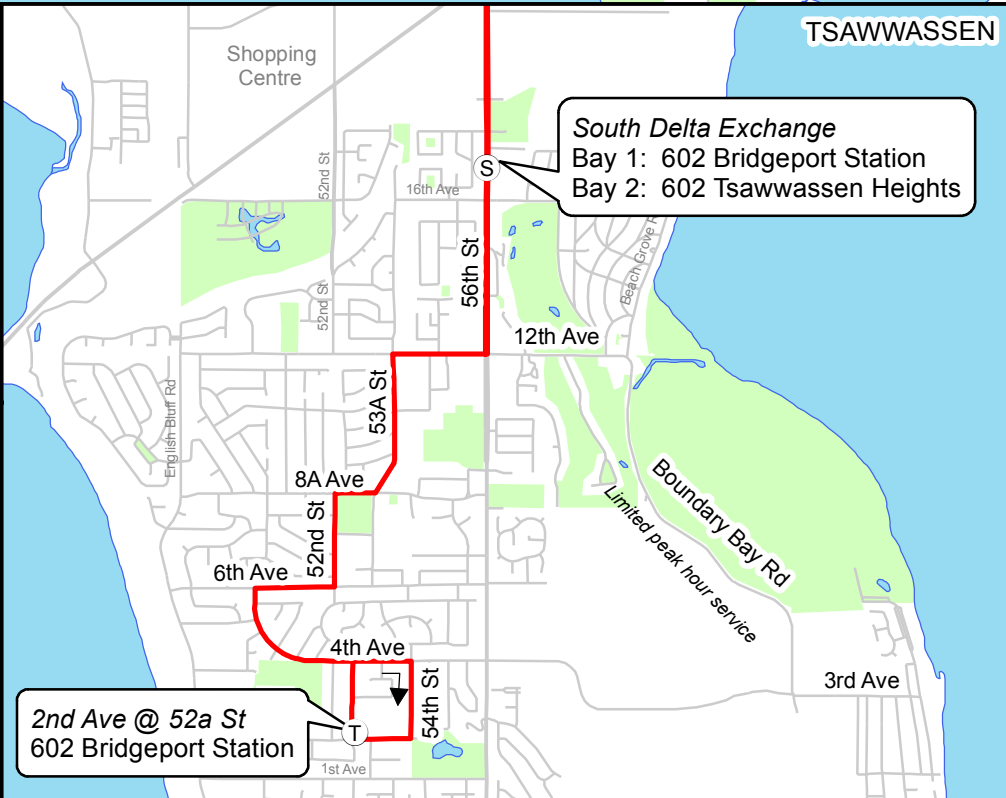 TSAWWASSEN
Shopping
Centre
South Delta Exchange
Bay 1: 602 Bridgeport Station
Bay 2: 602 Tsawwassen Heights
S
52nd St
16th Ave
56th St
52nd St
12th Ave
53A St
English Bluff Rd
8A Ave
52nd St
6th Ave
Limited peak hour service
Boundary Bay Rd
4th Ave
54th St
3rd Ave
2nd Ave @ 52a St
602 Bridgeport Station
T
1st Ave
Beach Grove R